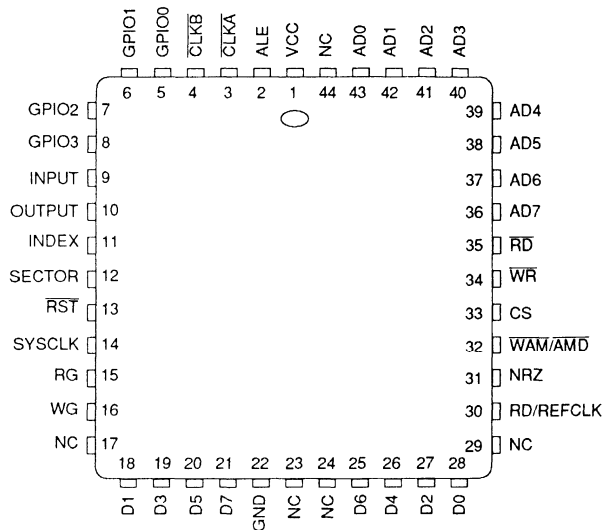 GPIO1 GPIO0 CLKB CLKA ALE VCC NC AD0 AD1 AD2 AD3
6 5 4 3 2 1 44 43 42 41 40
GPIO2 7 39 AD4
GPIO3 8 38 AD5
INPUT 9 37 AD6
OUTPUT 10 36 AD7
INDEX 11 35 RD
SECTOR 12 34 WR
RST 13 33 CS
SYSCLK 14 32 WAM/AMD
RG 15 31 NRZ
WG 16 30 RD/REFCLK
NC 17 29 NC
18 19 20 21 22 23 24 25 26 27 28
D1 D3 D5 D7 GND NC NC D6 D4 D2 D0